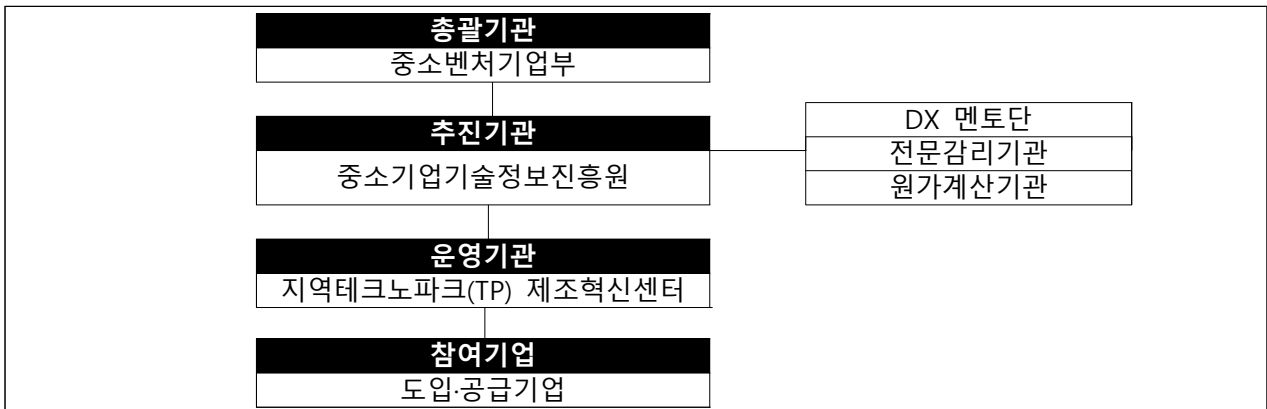 총괄기관
중소벤처기업부
추진기관
중소기업기술정보진흥원
DX 멘토단
전문감리기관
원가계산기관
운영기관
지역테크노파크(TP) 제조혁신센터
참여기업
도입·공급기업